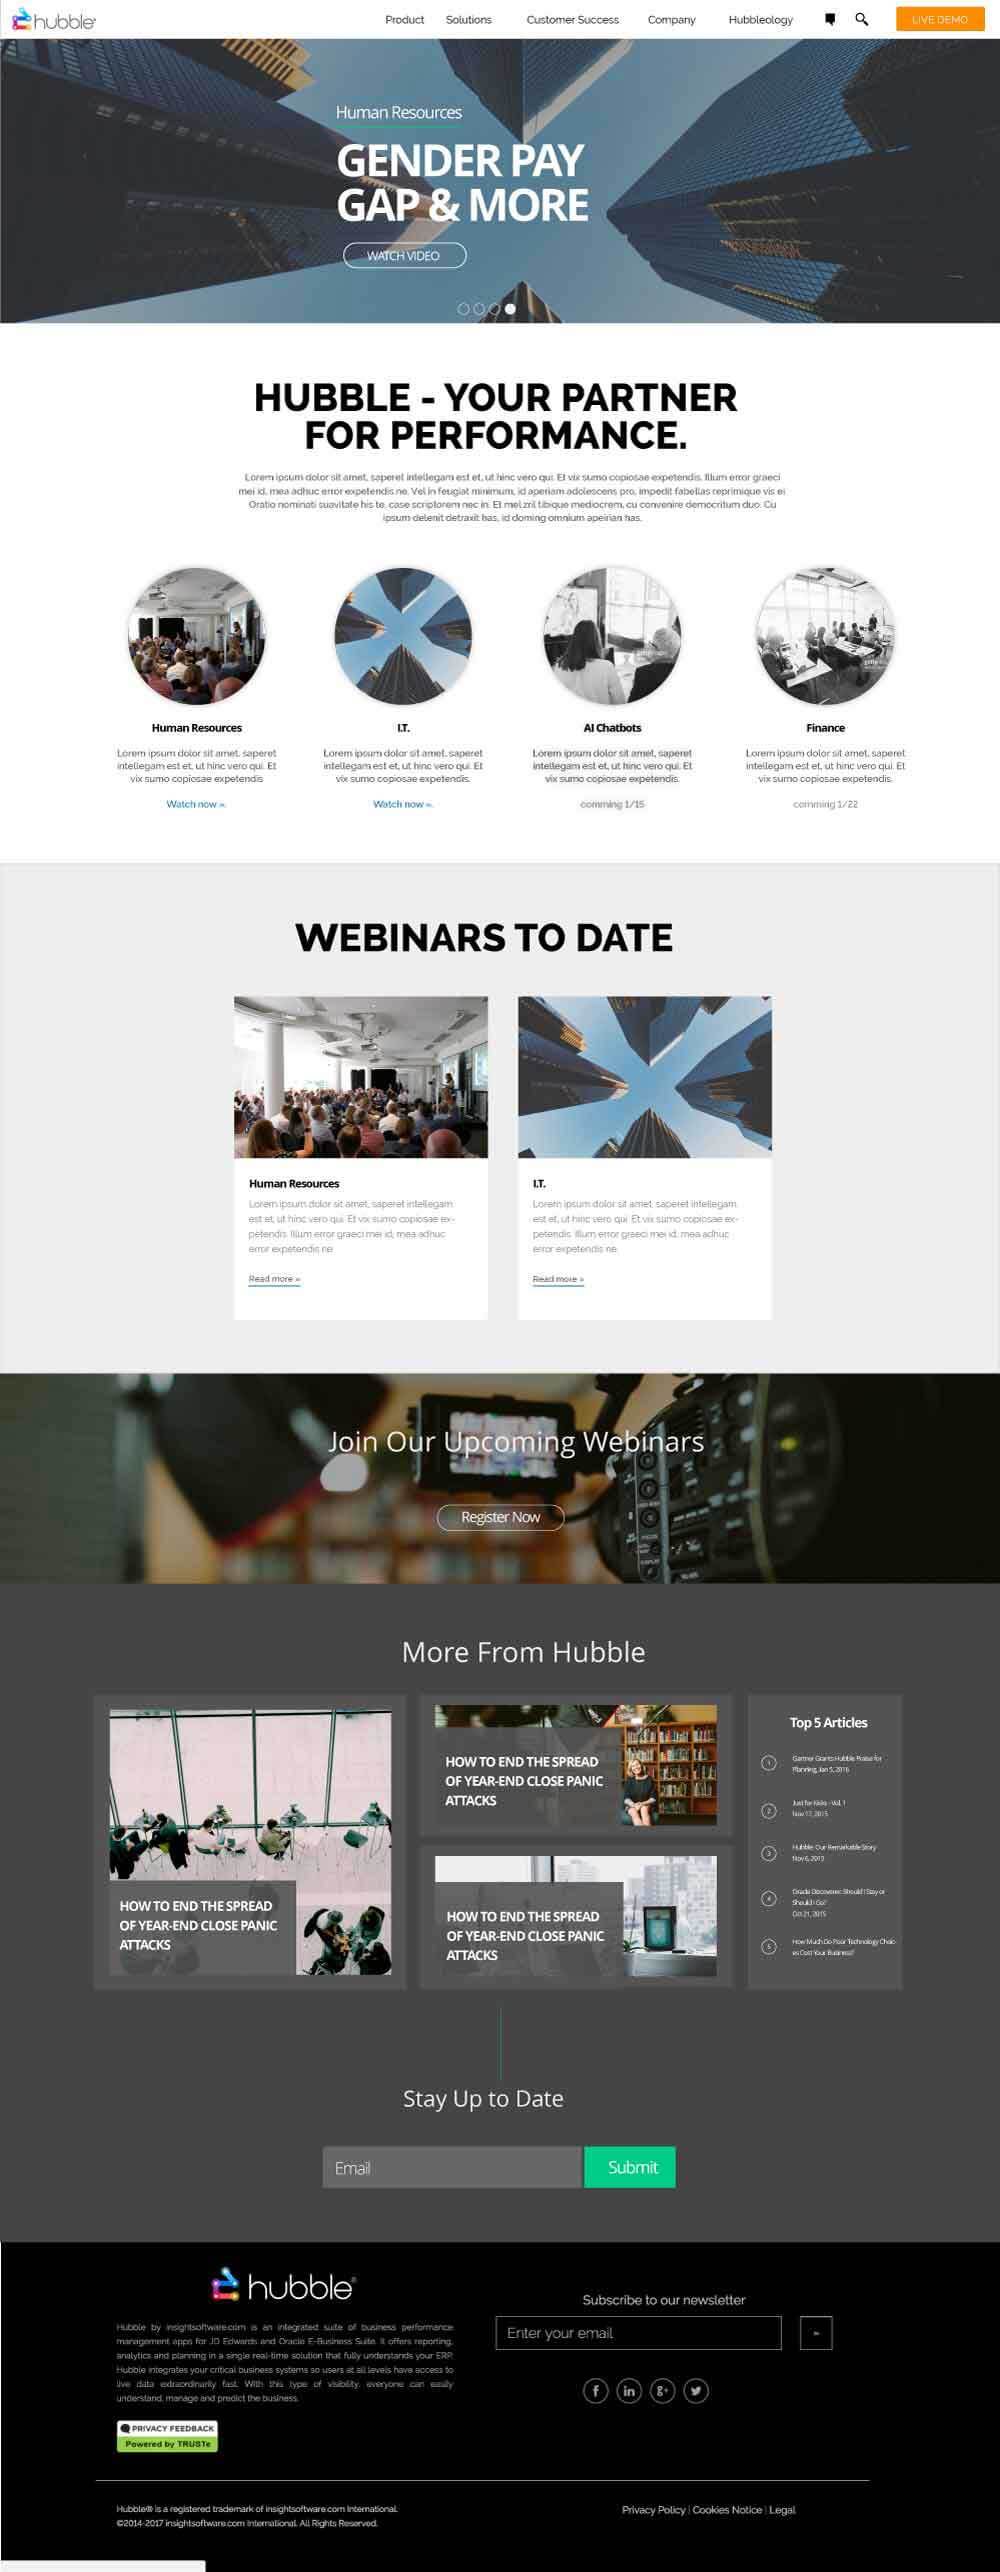 hubble®
Product Solutions Customer Success Company Hubbleology LIVE DEMO
Human Resources
GENDER PAY
GAP & MORE
WATCH VIDEO
HUBBLE - YOUR PARTNER
FOR PERFORMANCE.
Lorem ipsum dolor sit amet, saperet intellegam est et, ut hinc vero qui. Et vix sumo copiosae expetendis. Illum error graeci
mei id, mea adhuc error expetendis ne. Vel in feugiat minimum, id aperiam adolescens pro, impedit fabellas reprimique vis ei
Oratio nominati suavitate his te, case scriptorem nec in. Et mel zril tibique mediocrem, cu convenire democritum duo. Cu
ipsum delenit detraxit has, id doming omnium apeirian has.
Human Resources
Lorem ipsum dolor sit amet, saperet
intellegam est et, ut hinc vero qui. Et
vix sumo copiosae expetendis
Watch now »
I.T.
Lorem ipsum dolor sit amet, saperet
intellegam est et, ut hinc vero qui. Et
vix sumo copiosae expetendis.
Watch now »
AI Chatbots
Lorem ipsum dolor sit amet, saperet
intellegam est et, ut hinc vero qui. Et
vix sumo copiosae expetendis.
comming 1/15
Finance
Lorem ipsum dolor sit amet, saperet
intellegam est et, ut hinc vero qui. Et
vix sumo copiosae expetendis.
comming 1/22
WEBINARS TO DATE
Human Resources
Lorem ipsum dolor sit amet, saperet intellegam
est et, ut hinc vero qui. Et vix sumo copiosae ex-
petendis. Illum error graeci mei id, mea adhuc
error expetendis ne.
Read more »
I.T.
Lorem ipsum dolor sit amet, saperet intellegam
est et, ut hinc vero qui. Et vix sumo copiosae ex-
petendis. Illum error graeci mei id, mea adhuc
error expetendis ne.
Read more »
Join Our Upcoming Webinars
Register Now
More From Hubble
HOW TO END THE SPREAD
OF YEAR-END CLOSE PANIC
ATTACKS
HOW TO END THE SPREAD
OF YEAR-END CLOSE PANIC
ATTACKS
HOW TO END THE SPREAD
OF YEAR-END CLOSE PANIC
ATTACKS
Top 5 Articles
1 Gartner Grants Hubble Praise for
Planning, Jan 5, 2016
2 Just for Kicks - Vol. 1
Nov 17, 2015
3 Hubble: Our Remarkable Story
Nov 6, 2015
4 Oracle Discoverer: Should I Stay or
Should I Go?
Oct 21, 2015
5 How Much Do Poor Technology Choic-
es Cost Your Business?
Stay Up to Date
Email
Submit
hubble®
Hubble by insightsoftware.com is an integrated suite of business performance
management apps for JD Edwards and Oracle E-Business Suite. It offers reporting,
analytics and planning in a single real-time solution that fully understands your ERP.
Hubble integrates your critical business systems so users at all levels have access to
live data extraordinarily fast. With this type of visibility, everyone can easily
understand, manage and predict the business.
PRIVACY FEEDBACK
Powered by TRUSTe
Subscribe to our newsletter
Enter your email
f in g+
Hubble® is a registered trademark of insightsoftware.com International.
©2014-2017 insightsoftware.com International. All Rights Reserved.
Privacy Policy | Cookies Notice | Legal